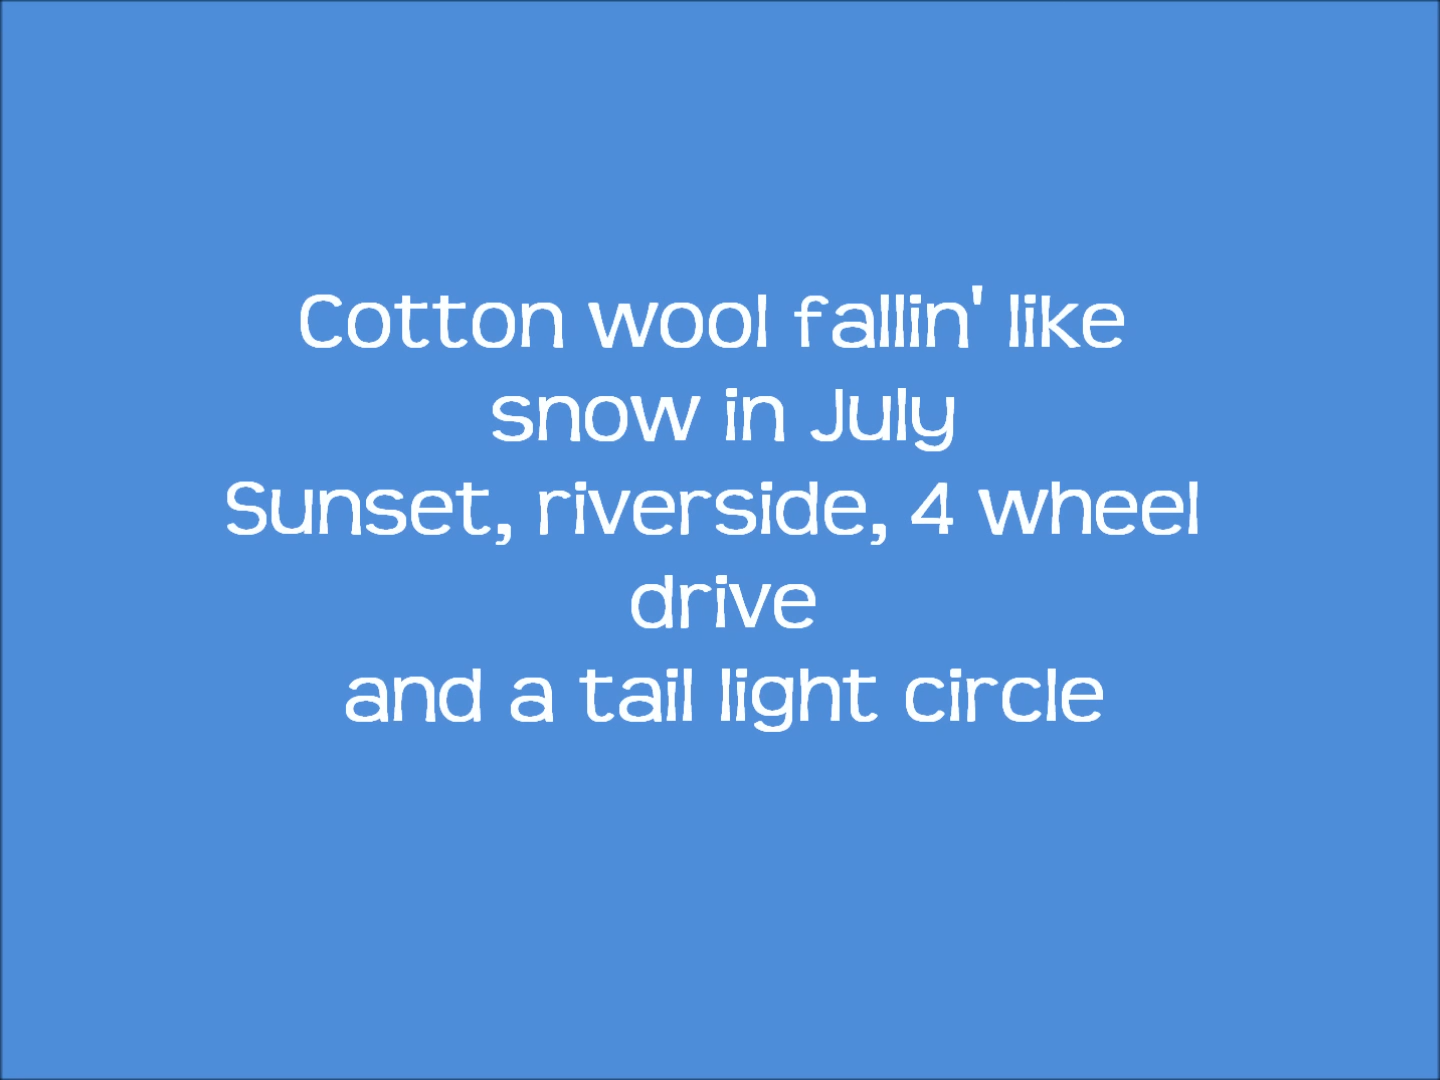 Cotton wool fallin' like
snow in July
Sunset, riverside, 4 wheel
drive
and a tail light circle